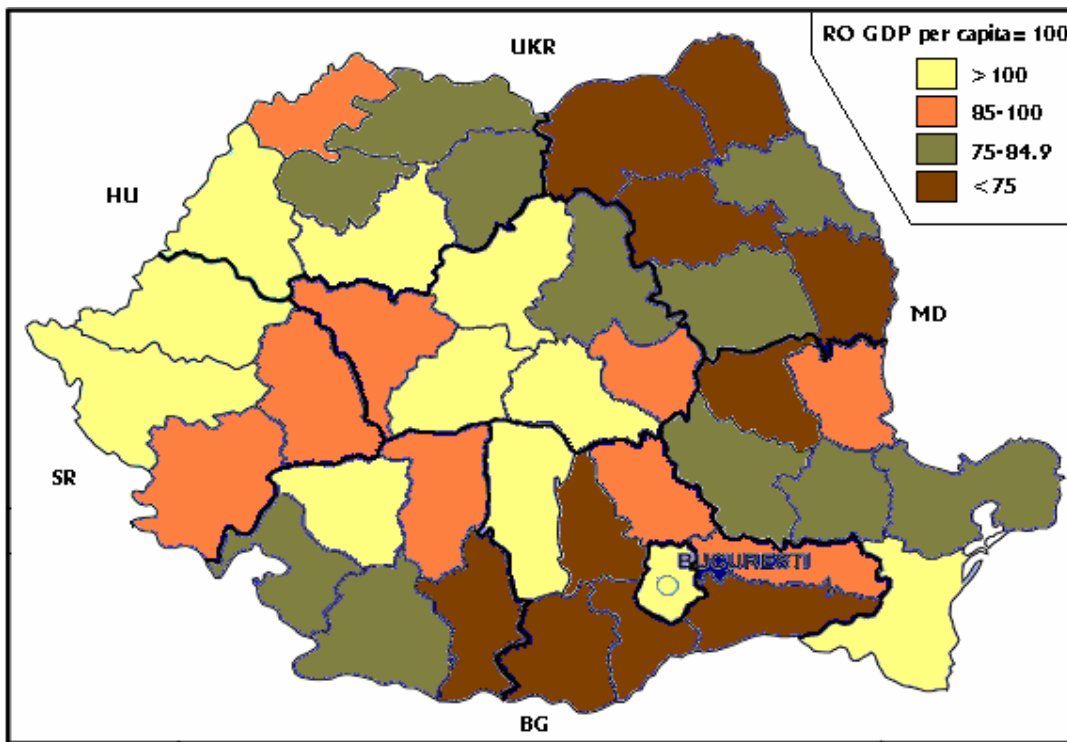 RO GDP per capita= 100
> 100
85-100
75-84.9
<75
UKR
HU
MD
SR
BUCURESTI
BG